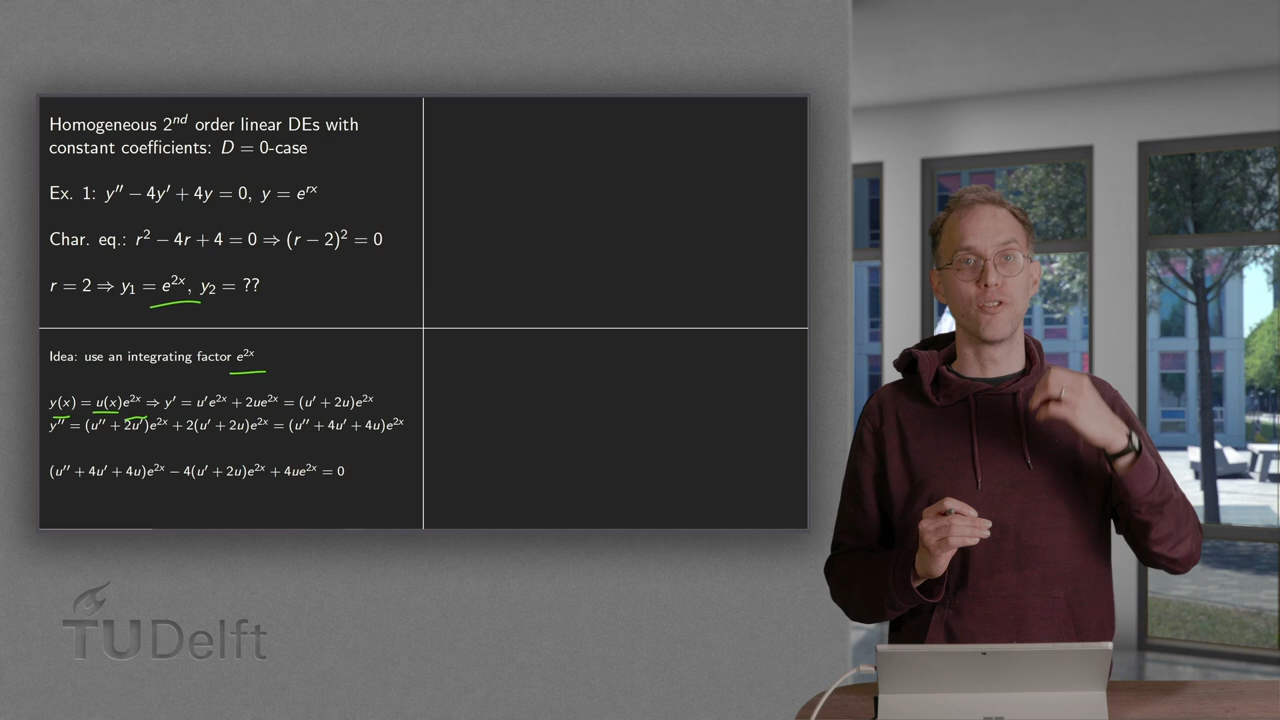 Homogeneous 2nd order linear DEs with
constant coefficients: D = 0-case
Ex. 1: y″ − 4y′ + 4y = 0, y = e^{rx}
Char. eq.: r² − 4r + 4 = 0 ⇒ (r − 2)² = 0
r = 2 ⇒ y₁ = e^{2x}, y₂ = ??
Idea: use an integrating factor e^{2x}
y(x) = u(x)e^{2x} ⇒ y′ = u′e^{2x} + 2ue^{2x} = (u′ + 2u)e^{2x}
y″ = (u″ + 2u′)e^{2x} + 2(u′ + 2u)e^{2x} = (u″ + 4u′ + 4u)e^{2x}
(u″ + 4u′ + 4u)e^{2x} − 4(u′ + 2u)e^{2x} + 4ue^{2x} = 0
TUDelft